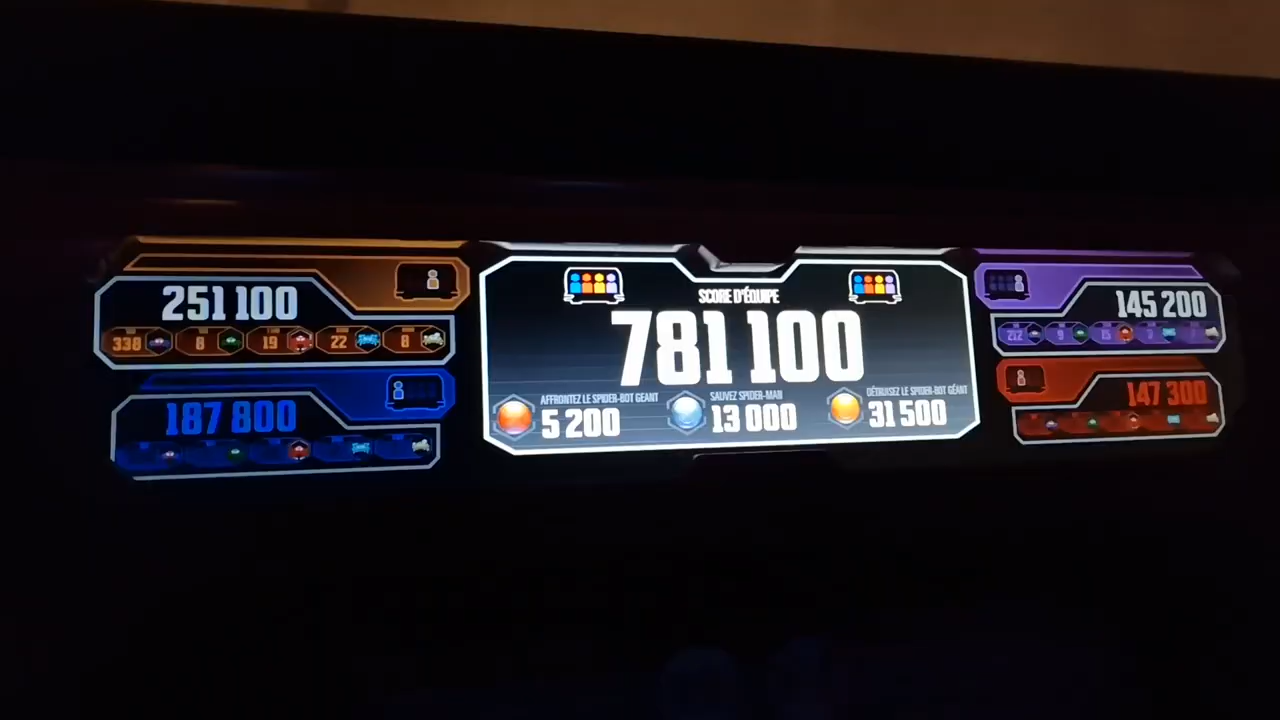 251 100
338 8 19 22 8
187 800
SCORE D'ÉQUIPE
781 100
AFFRONTEZ LE SPIDER-BOT GÉANT
5 200
SAUVEZ SPIDER-MAN
13 000
DÉTRUISEZ LE SPIDER-BOT GÉANT
31 500
145 200
212 9 15
147 300